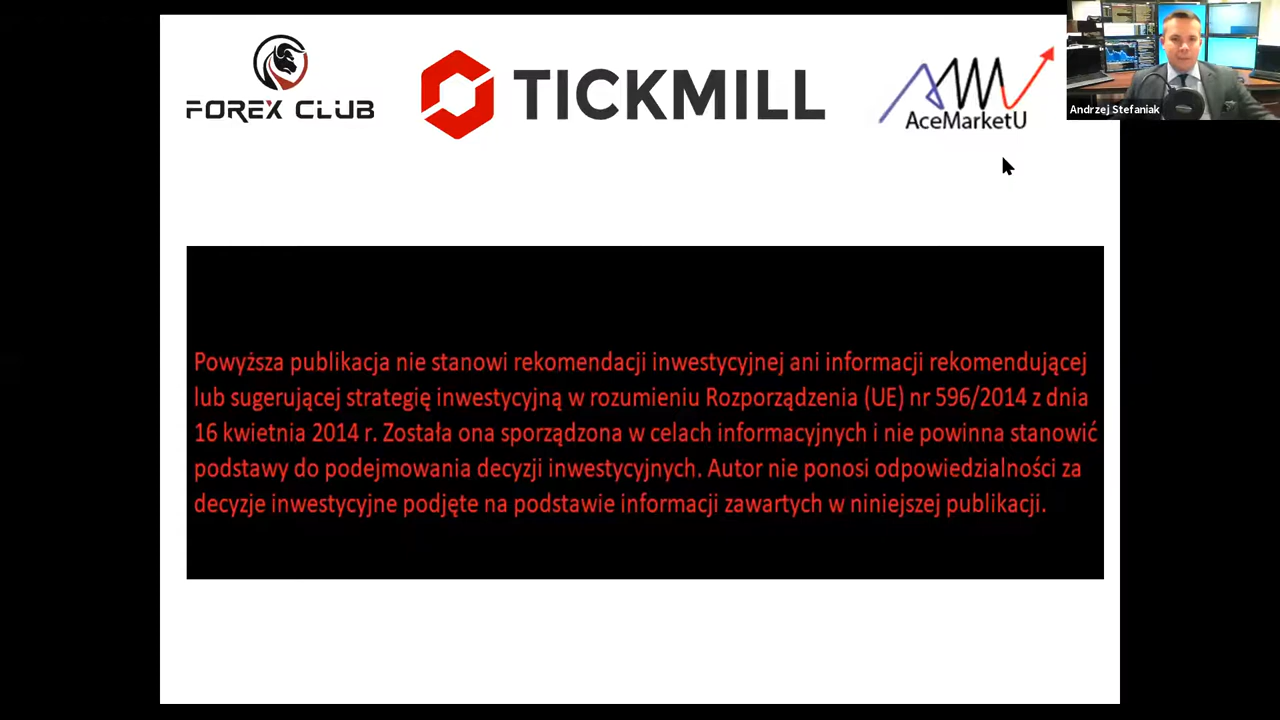 FOREX CLUB
TICKMILL
AceMarketU
Andrzej Stefaniak
Powyższa publikacja nie stanowi rekomendacji inwestycyjnej ani informacji rekomendującej
lub sugerującej strategię inwestycyjną w rozumieniu Rozporządzenia (UE) nr 596/2014 z dnia
16 kwietnia 2014 r. Została ona sporządzona w celach informacyjnych i nie powinna stanowić
podstawy do podejmowania decyzji inwestycyjnych. Autor nie ponosi odpowiedzialności za
decyzje inwestycyjne podjęte na podstawie informacji zawartych w niniejszej publikacji.